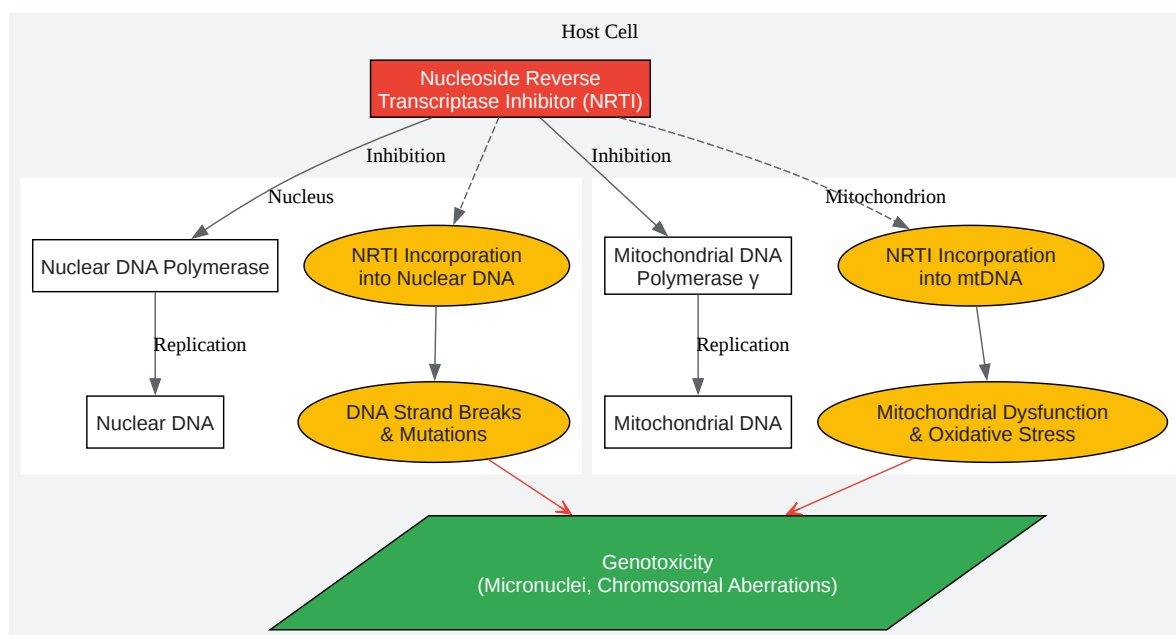 Host Cell
Nucleoside Reverse
Transcriptase Inhibitor (NRTI)
Inhibition
Inhibition
Nucleus
Mitochondrion
Nuclear DNA Polymerase
NRTI Incorporation
into Nuclear DNA
Mitochondrial DNA
Polymerase γ
NRTI Incorporation
into mtDNA
Replication
Replication
Nuclear DNA
DNA Strand Breaks
& Mutations
Mitochondrial DNA
Mitochondrial Dysfunction
& Oxidative Stress
Genotoxicity
(Micronuclei, Chromosomal Aberrations)